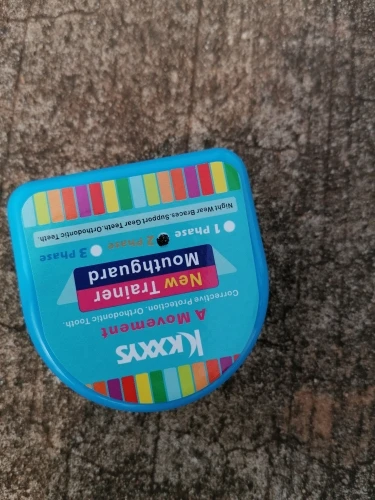 Kkxxys
A Movement
Corrective Protection. Orthodontic Tooth.
New Trainer
Mouthguard
1 Phase 2 Phase 3 Phase
Night Wear Braces.Support Gear Teeth.Orthodontic Teeth.